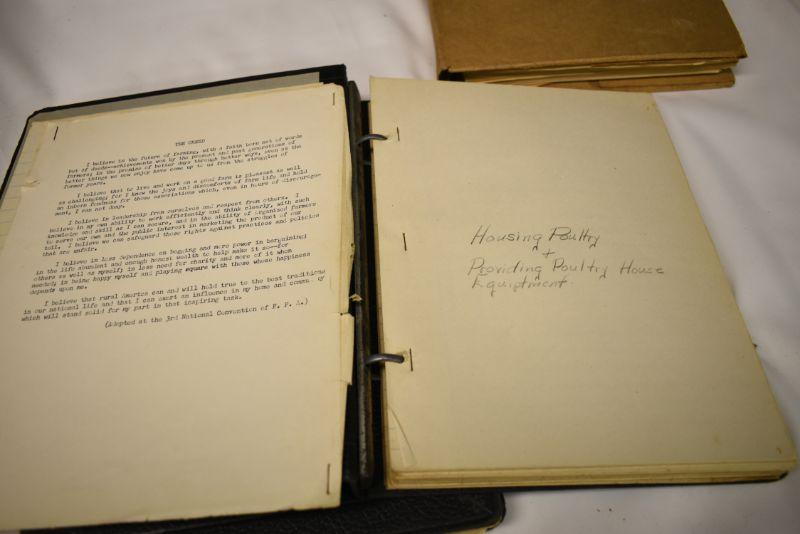 THE CREED
I believe in the future of farming, with a faith born not of words
but of deeds--achievements won by the present and past generations of
farmers; in the promise of better days through better ways, even as the
better things we now enjoy have come up to us from the struggles of
former years.
I believe that to live and work on a good farm is pleasant as well
as challenging; for I know the joys and discomforts of farm life and hold
an inborn fondness for those associations which, even in hours of discourage-
ment, I can not deny.
I believe in leadership from ourselves and respect from others. I
believe in my own ability to work efficiently and think clearly, with such
knowledge and skill as I can secure, and in the ability of organized farmers
to serve our own and the public interest in marketing the product of our
toil. I believe we can safeguard those rights against practices and policies
that are unfair.
I believe in less dependence on begging and more power in bargaining;
in the life abundant and enough honest wealth to help make it so--for
others as well as myself; in less need for charity and more of it when
needed; in being happy myself and playing square with those whose happiness
depends upon me.
I believe that rural America can and will hold true to the best traditions
in our national life and that I can exert an influence in my home and
which will stand solid for my part in that inspiring task.
(Adopted at the 3rd National Convention of F. F. A.)
Housing Poultry
+
Providing Poultry House
Equiptment.